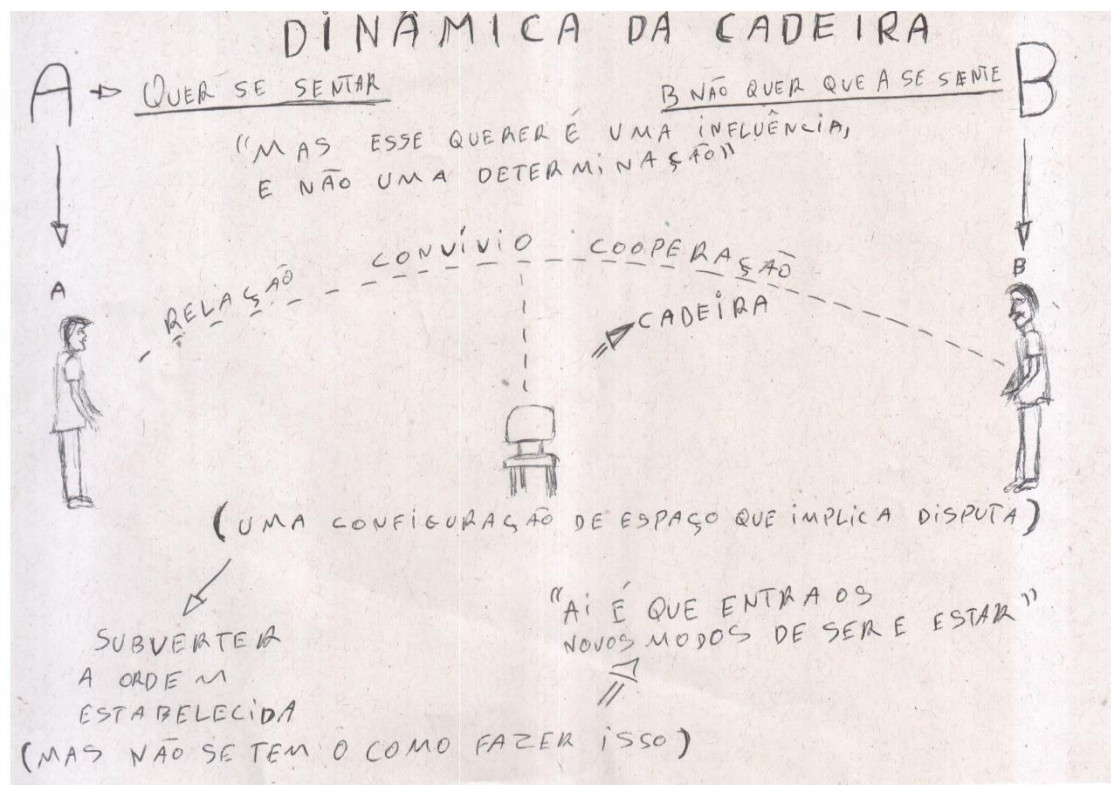 DINÂMICA DA CADEIRA
A QUER SE SENTAR
B NÃO QUER QUE A SE SENTE B
"MAS ESSE QUERER É UMA INFLUÊNCIA,
E NÃO UMA DETERMINAÇÃO"
RELAÇÃO CONVÍVIO COOPERAÇÃO
A
B
CADEIRA
(UMA CONFIGURAÇÃO DE ESPAÇO QUE IMPLICA DISPUTA)
SUBVERTER
A ORDEM
ESTABELECIDA
(MAS NÃO SE TEM O COMO FAZER ISSO)
"AI É QUE ENTRA OS
NOVOS MODOS DE SER E ESTAR"